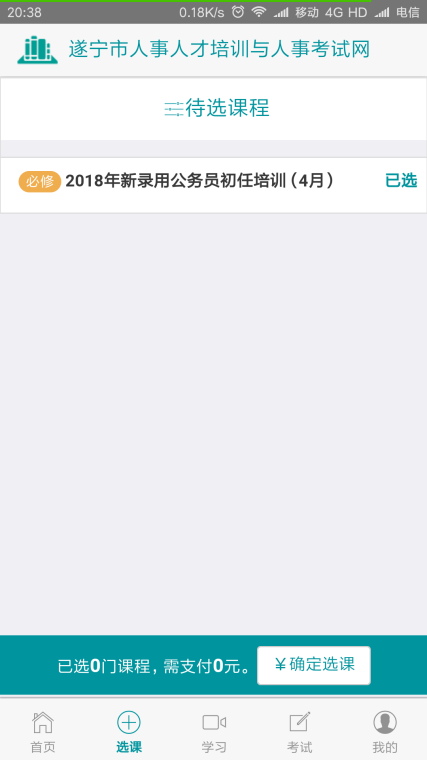 20:38 0.18K/s 移动 4G HD 电信
遂宁市人事人才培训与人事考试网
待选课程
必修 2018年新录用公务员初任培训（4月） 已选
已选0门课程，需支付0元。 ￥确定选课
首页 选课 学习 考试 我的